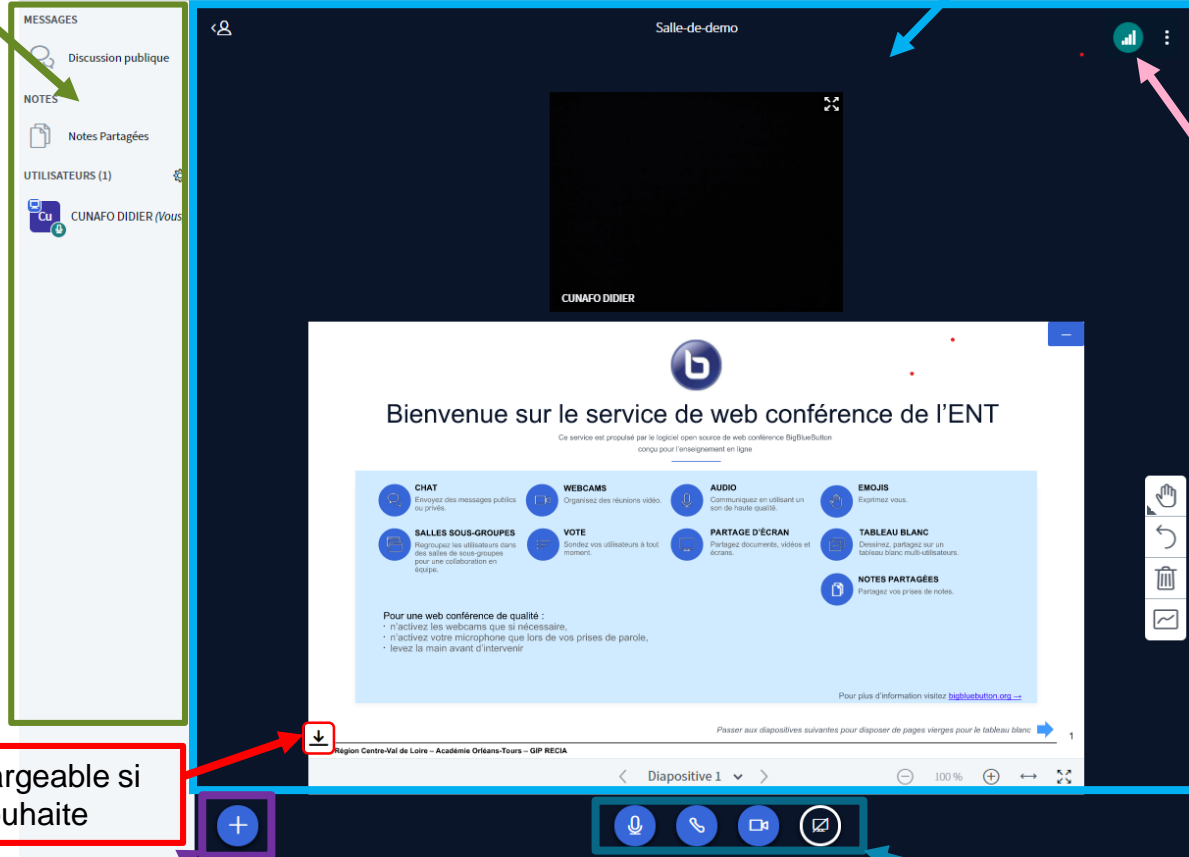 MESSAGES
Discussion publique
NOTES
Notes Partagées
UTILISATEURS (1)
Cu
CUNAFO DIDIER (Vous
Salle-de-demo
CUNAFO DIDIER
b
Bienvenue sur le service de web conférence de l'ENT
Ce service est propulsé par le logiciel open source de web conférence BigBlueButton
conçu pour l'enseignement en ligne
CHAT
Envoyez des messages publics
ou privés.
WEBCAMS
Organisez des réunions vidéo.
AUDIO
Communiquez en utilisant un
son de haute qualité.
EMOJIS
Exprimez vous.
SALLES SOUS-GROUPES
Regroupez les utilisateurs dans
des salles de sous-groupes
pour une collaboration en
équipe.
VOTE
Sondez vos utilisateurs à tout
moment.
PARTAGE D'ÉCRAN
Partagez documents, vidéos et
écrans.
TABLEAU BLANC
Dessinez, partagez sur un
tableau blanc multi-utilisateurs.
NOTES PARTAGÉES
Partagez vos prises de notes.
Pour une web conférence de qualité :
· n'activez les webcams que si nécessaire,
· n'activez votre microphone que lors de vos prises de parole,
· levez la main avant d'intervenir
Pour plus d'information visitez bigbluebutton.org →
Passer aux diapositives suivantes pour disposer de pages vierges pour le tableau blanc
1
Région Centre-Val de Loire – Académie Orléans-Tours – GIP RECIA
Diapositive 1
100 %
argeable si
ouhaite